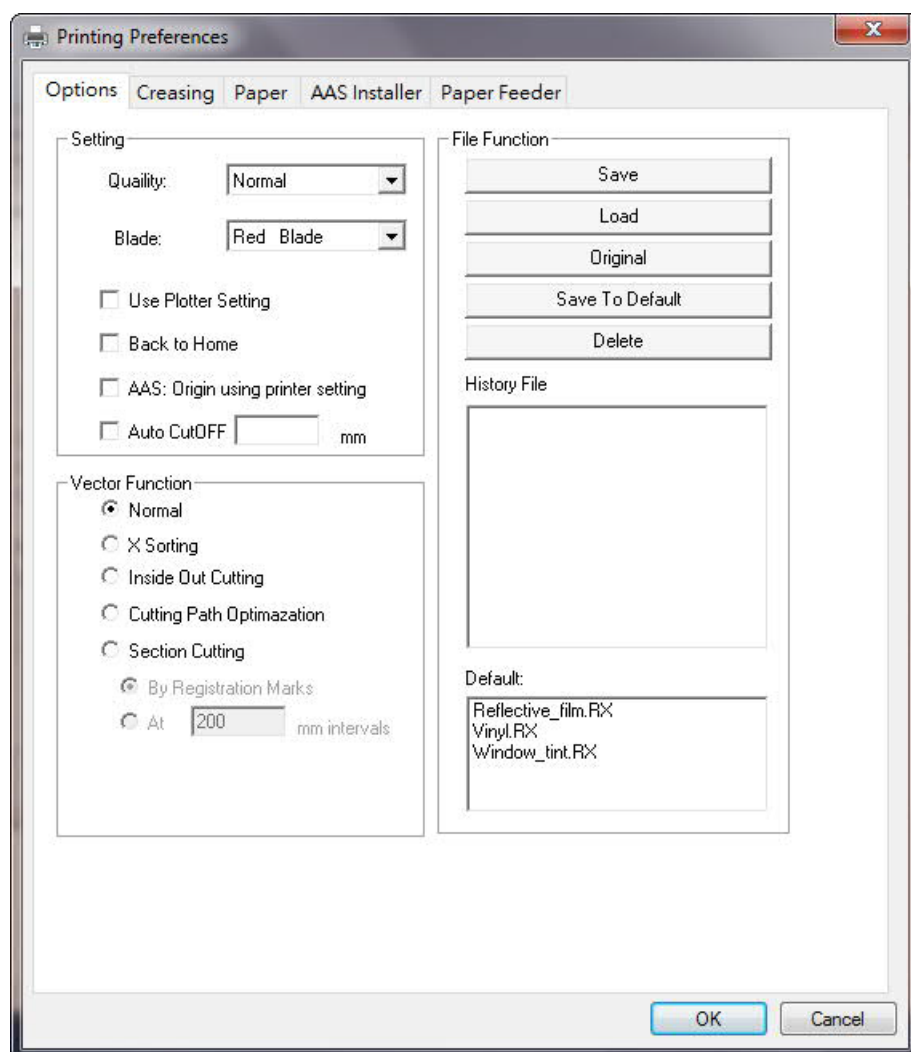 Printing Preferences
Options Creasing Paper AAS Installer Paper Feeder
Setting
Quaility: Normal
Blade: Red Blade
Use Plotter Setting
Back to Home
AAS: Origin using printer setting
Auto CutOFF mm
Vector Function
Normal
X Sorting
Inside Out Cutting
Cutting Path Optimazation
Section Cutting
By Registration Marks
At 200 mm intervals
File Function
Save
Load
Original
Save To Default
Delete
History File
Default:
Reflective_film.RX
Vinyl.RX
Window_tint.RX
OK Cancel